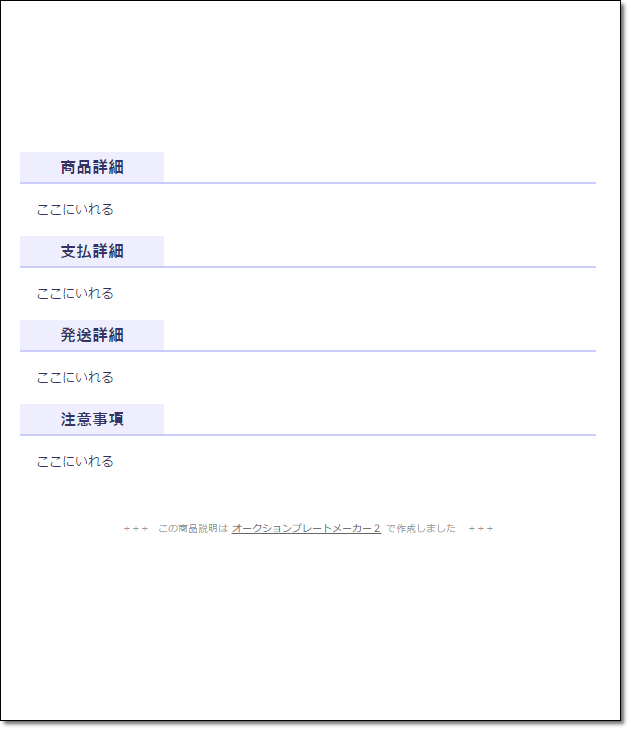 商品詳細
ここにいれる
支払詳細
ここにいれる
発送詳細
ここにいれる
注意事項
ここにいれる
+++ この商品説明は オークションプレートメーカー２ で作成しました +++